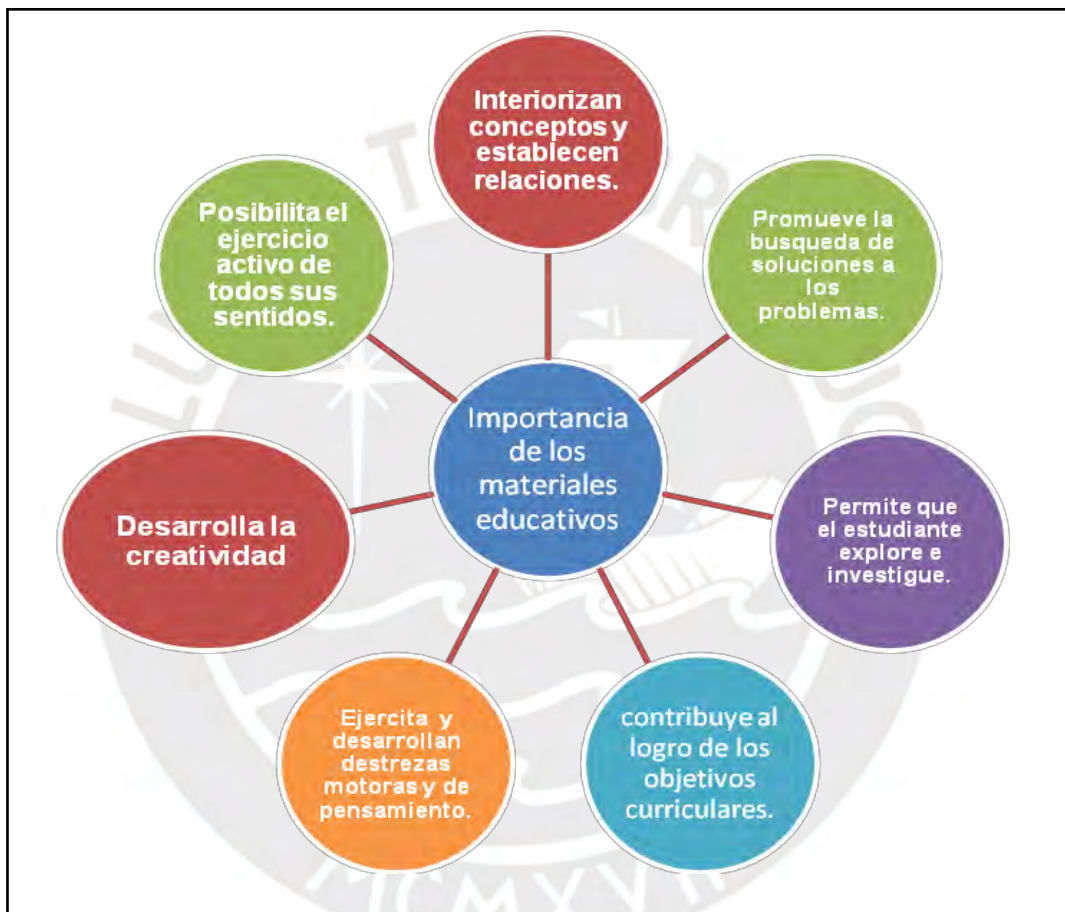 Interiorizan
conceptos y
establecen
relaciones.
Promueve la
busqueda de
soluciones a
los
problemas.
Permite que
el estudiante
explore e
investigue.
contribuye al
logro de los
objetivos
curriculares.
Ejercita y
desarrollan
destrezas
motoras y de
pensamiento.
Desarrolla la
creatividad
Posibilita el
ejercicio
activo de
todos sus
sentidos.
Importancia
de los
materiales
educativos